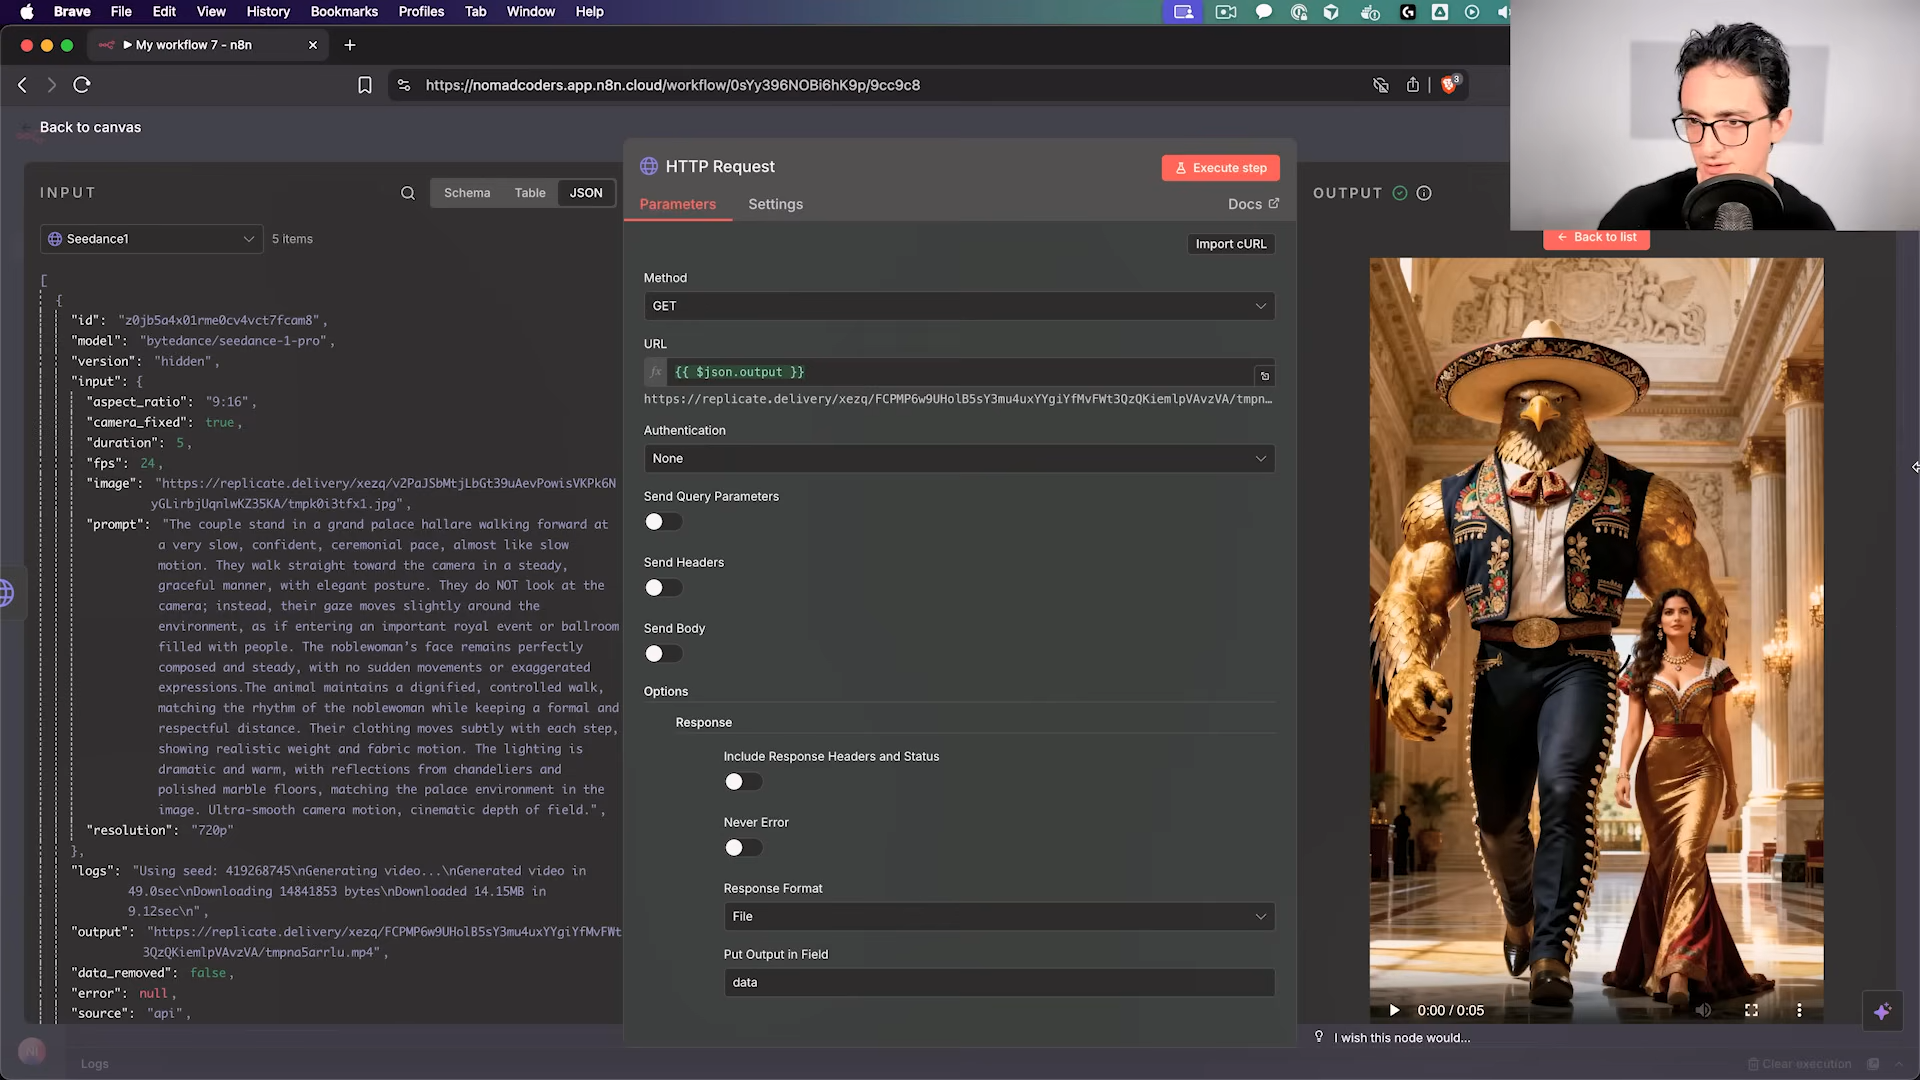 Brave File Edit View History Bookmarks Profiles Tab Window Help
My workflow 7 - n8n
https://nomadcoders.app.n8n.cloud/workflow/0sYy396NOBi6hK9p/9cc9c8
3
Back to canvas
INPUT
Schema Table JSON
Seedance1
5 items
[
{
"id": "z0jb5a4x01rme0cv4vct7fcam8",
"model": "bytedance/seedance-1-pro",
"version": "hidden",
"input": {
"aspect_ratio": "9:16",
"camera_fixed": true,
"duration": 5,
"fps": 24,
"image": "https://replicate.delivery/xezq/v2PaJSbMtjLbGt39uAevPowisVKPk6N
yGLirbjUqnlwKZ35KA/tmpk0i3tfx1.jpg",
"prompt": "The couple stand in a grand palace hallare walking forward at
a very slow, confident, ceremonial pace, almost like slow
motion. They walk straight toward the camera in a steady,
graceful manner, with elegant posture. They do NOT look at the
camera; instead, their gaze moves slightly around the
environment, as if entering an important royal event or ballroom
filled with people. The noblewoman's face remains perfectly
composed and steady, with no sudden movements or exaggerated
expressions.The animal maintains a dignified, controlled walk,
matching the rhythm of the noblewoman while keeping a formal and
respectful distance. Their clothing moves subtly with each step,
showing realistic weight and fabric motion. The lighting is
dramatic and warm, with reflections from chandeliers and
polished marble floors, matching the palace environment in the
image. Ultra-smooth camera motion, cinematic depth of field.",
"resolution": "720p"
},
"logs": "Using seed: 419268745\nGenerating video...\nGenerated video in
49.0sec\nDownloading 14841853 bytes\nDownloaded 14.15MB in
9.12sec\n",
"output": "https://replicate.delivery/xezq/FCPMP6w9UHolB5sY3mu4uxYYgiYfMvFWt
3QzQKiemlpVAvzVA/tmpna5arrlu.mp4",
"data_removed": false,
"error": null,
"source": "api",
HTTP Request
Execute step
Parameters Settings
Docs
Import cURL
Method
GET
URL
fx {{ $json.output }}
https://replicate.delivery/xezq/FCPMP6w9UHolB5sY3mu4uxYYgiYfMvFWt3QzQKiemlpVAvzVA/tmpn…
Authentication
None
Send Query Parameters
Send Headers
Send Body
Options
Response
Include Response Headers and Status
Never Error
Response Format
File
Put Output in Field
data
OUTPUT
Back to list
0:00 / 0:05
I wish this node would...
NI
Logs
Clear execution